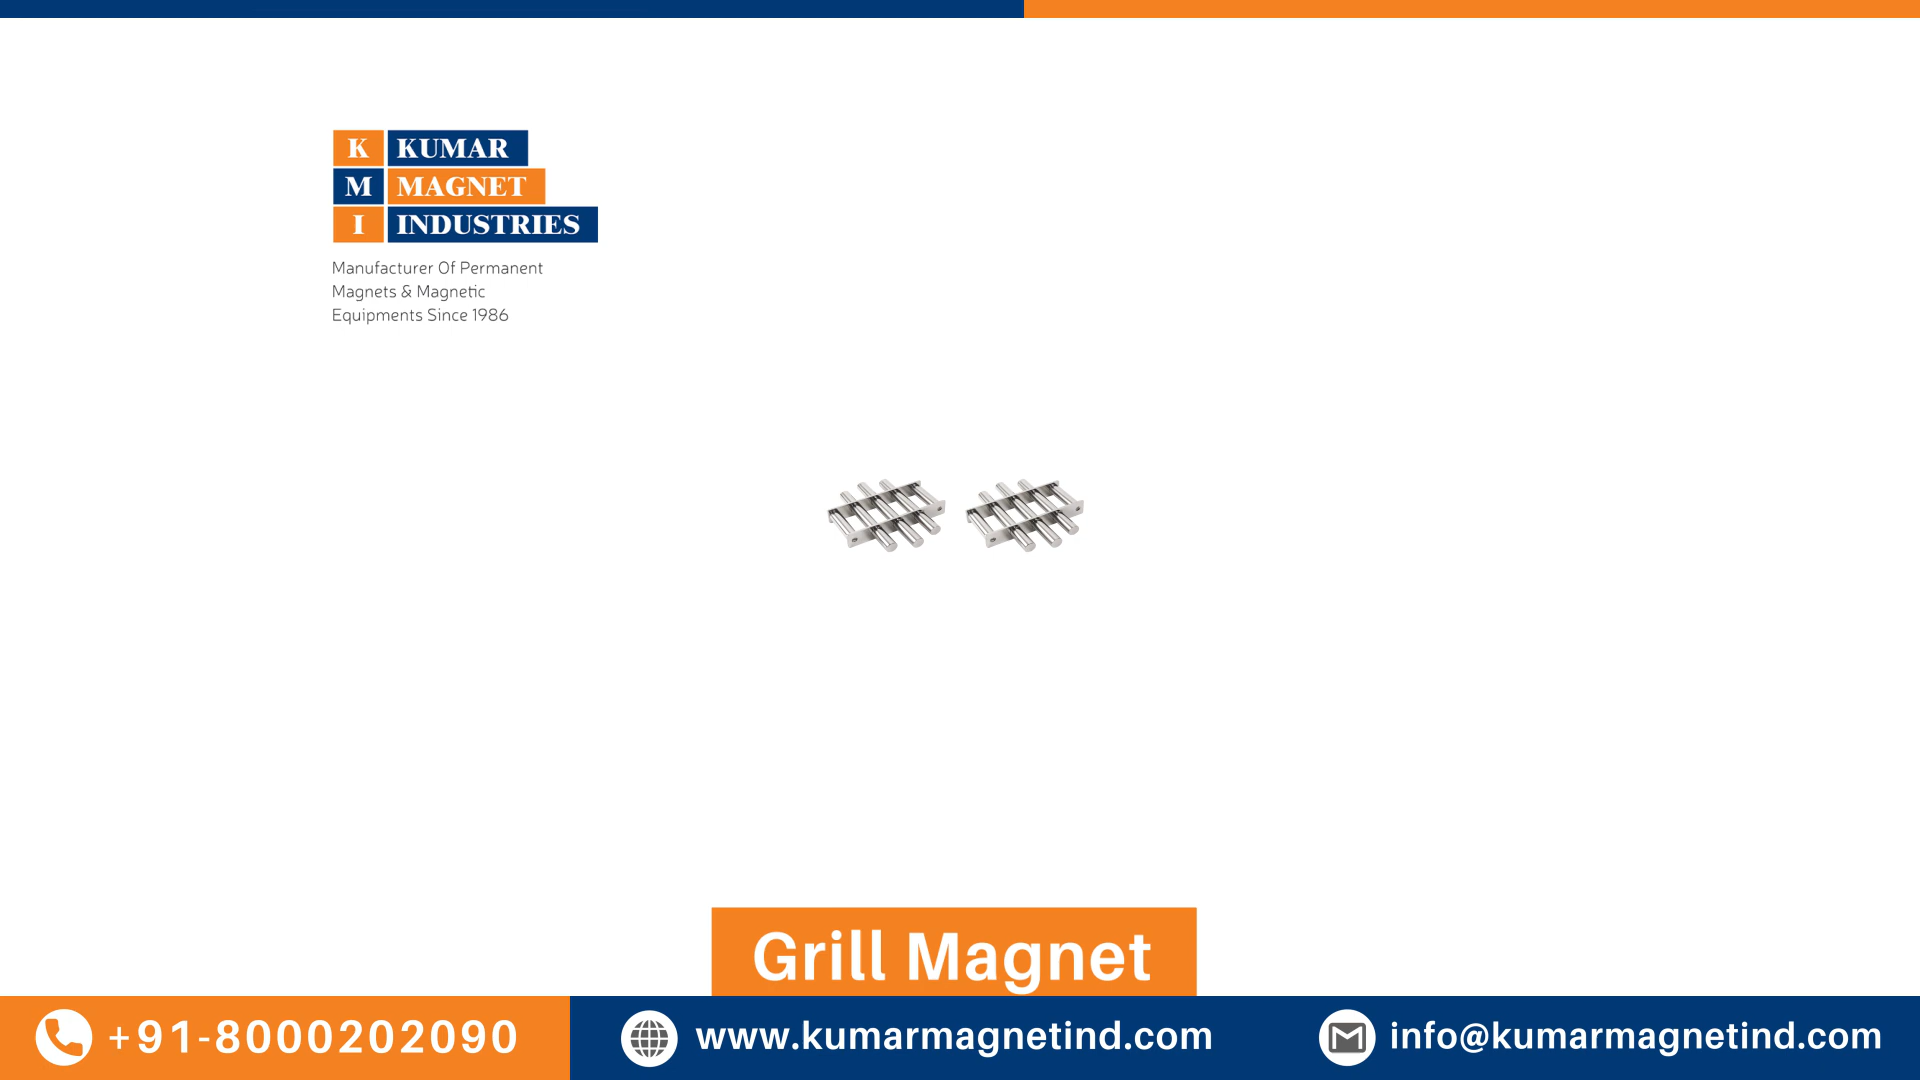 K KUMAR
M MAGNET
I INDUSTRIES
Manufacturer Of Permanent
Magnets & Magnetic
Equipments Since 1986
Grill Magnet
+91-8000202090 www.kumarmagnetind.com info@kumarmagnetind.com